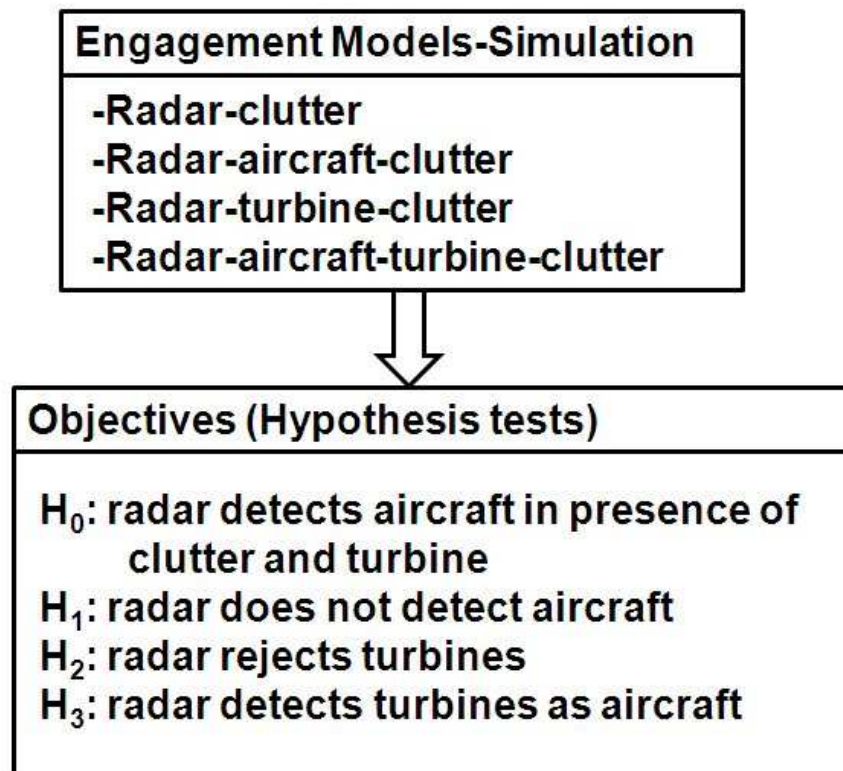 Engagement Models-Simulation
-Radar-clutter
-Radar-aircraft-clutter
-Radar-turbine-clutter
-Radar-aircraft-turbine-clutter
Objectives (Hypothesis tests)
H₀: radar detects aircraft in presence of
clutter and turbine
H₁: radar does not detect aircraft
H₂: radar rejects turbines
H₃: radar detects turbines as aircraft